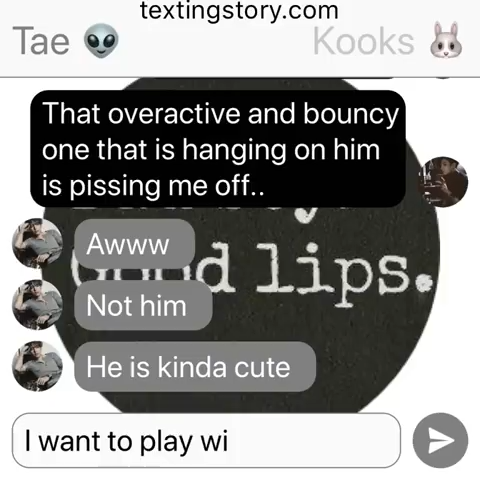 textingstory.com
Tae 👽 Kooks 🐰
That overactive and bouncy
one that is hanging on him
is pissing me off..
Awww
d lips.
Not him
He is kinda cute
I want to play wi